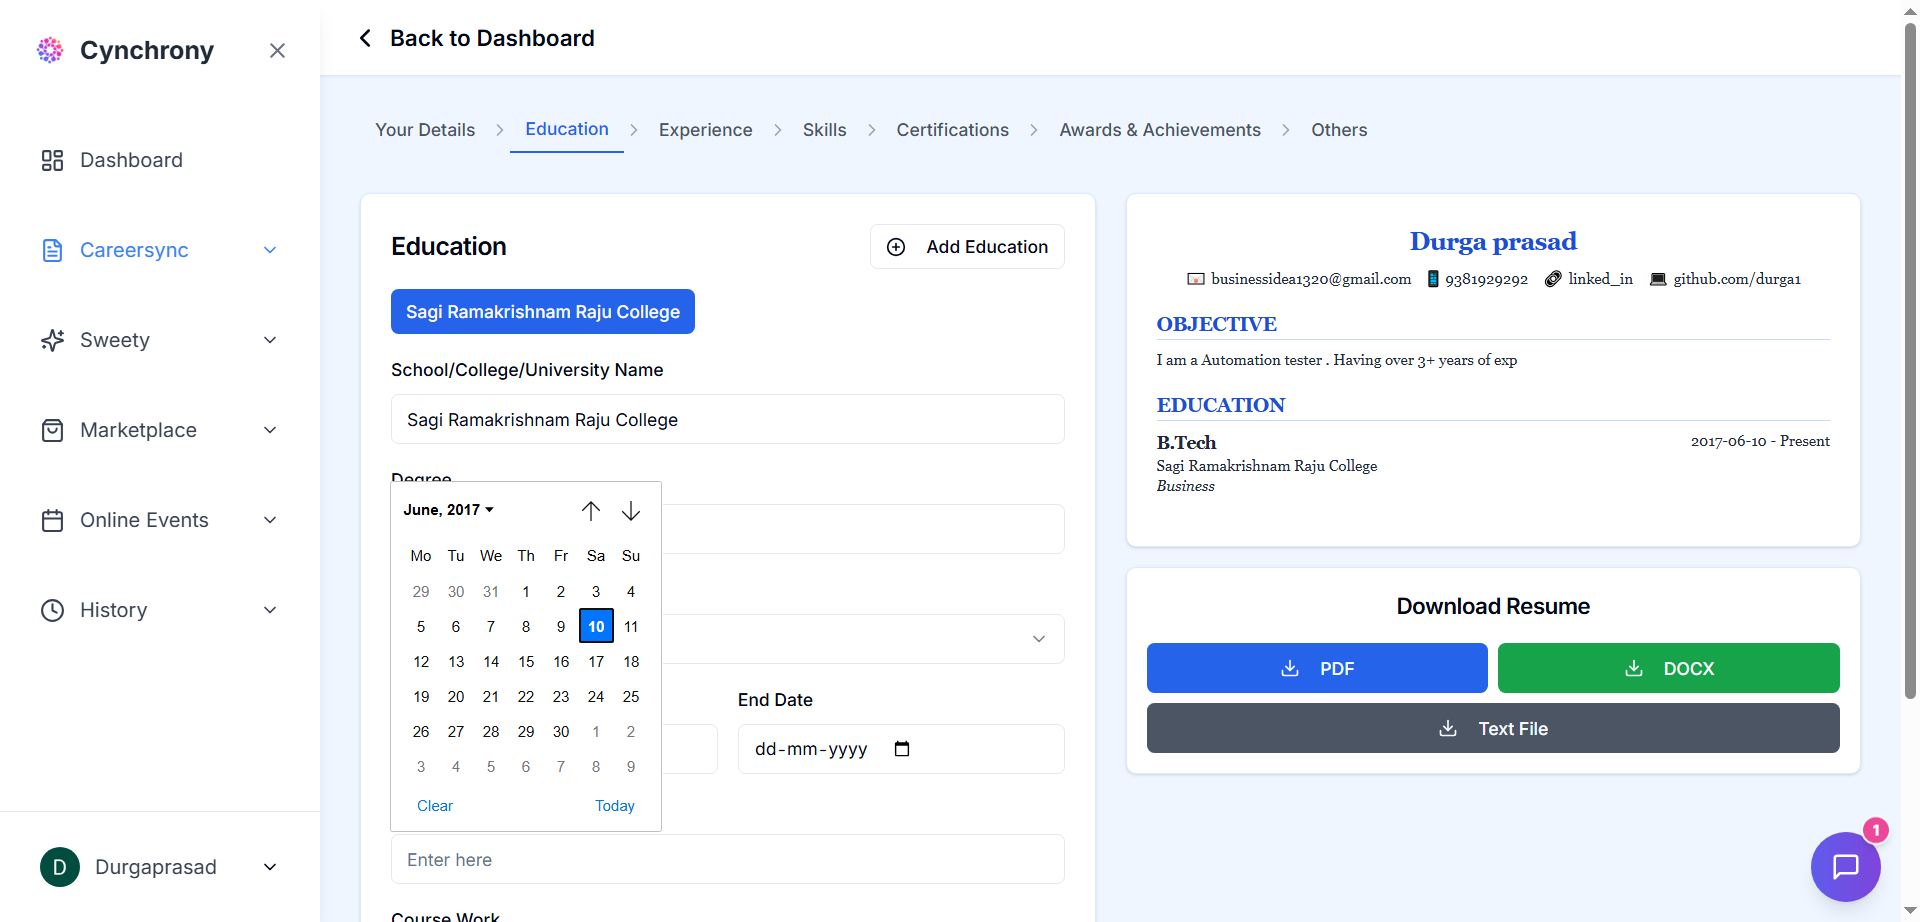 Cynchrony
Dashboard
Careersync
Sweety
Marketplace
Online Events
History
D Durgaprasad
Back to Dashboard
Your Details > Education > Experience > Skills > Certifications > Awards & Achievements > Others
Education
Add Education
Sagi Ramakrishnam Raju College
School/College/University Name
Sagi Ramakrishnam Raju College
Degree
June, 2017
Mo Tu We Th Fr Sa Su
29 30 31 1 2 3 4
5 6 7 8 9 10 11
12 13 14 15 16 17 18
19 20 21 22 23 24 25
26 27 28 29 30 1 2
3 4 5 6 7 8 9
Clear Today
End Date
dd-mm-yyyy
Enter here
Course Work
Durga prasad
businessidea1320@gmail.com 9381929292 linked_in github.com/durga1
OBJECTIVE
I am a Automation tester . Having over 3+ years of exp
EDUCATION
B.Tech 2017-06-10 - Present
Sagi Ramakrishnam Raju College
Business
Download Resume
PDF DOCX
Text File
1